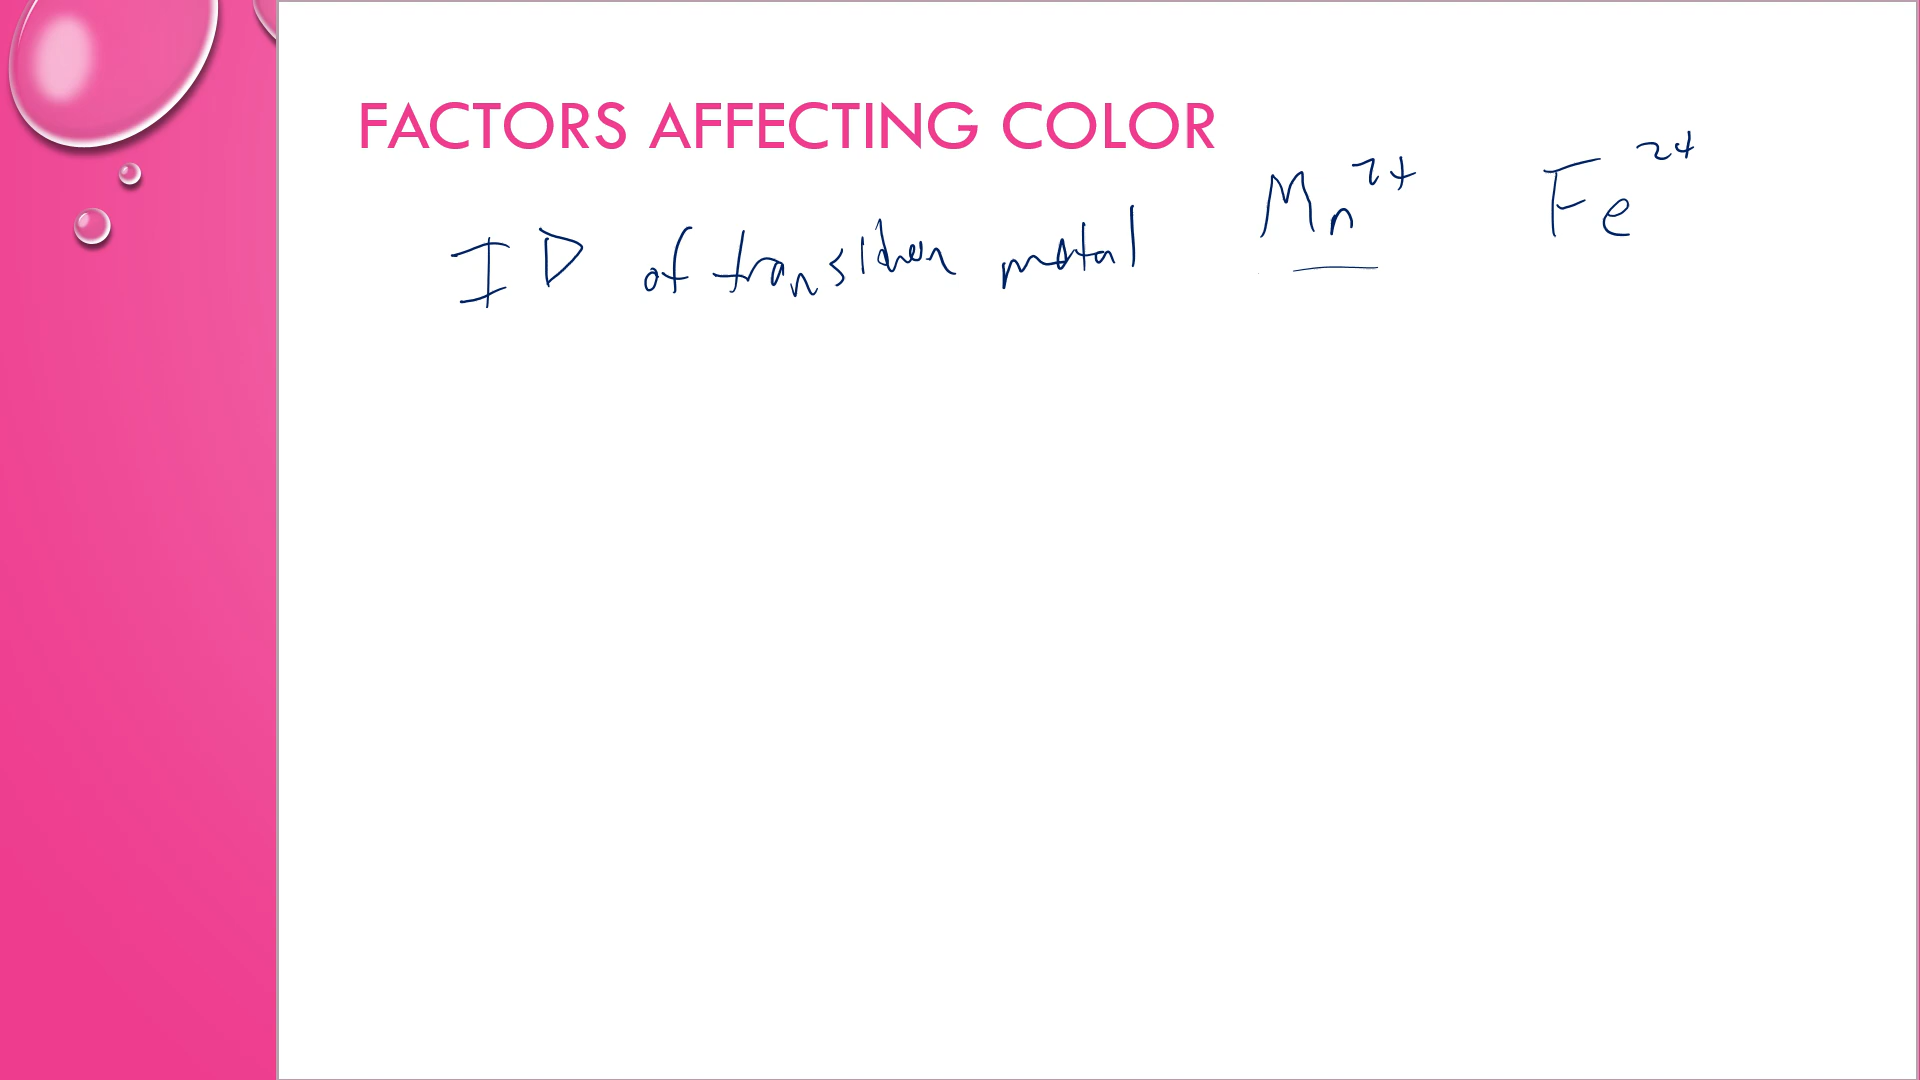 FACTORS AFFECTING COLOR
ID of transition metal Mn²⁺ Fe²⁺